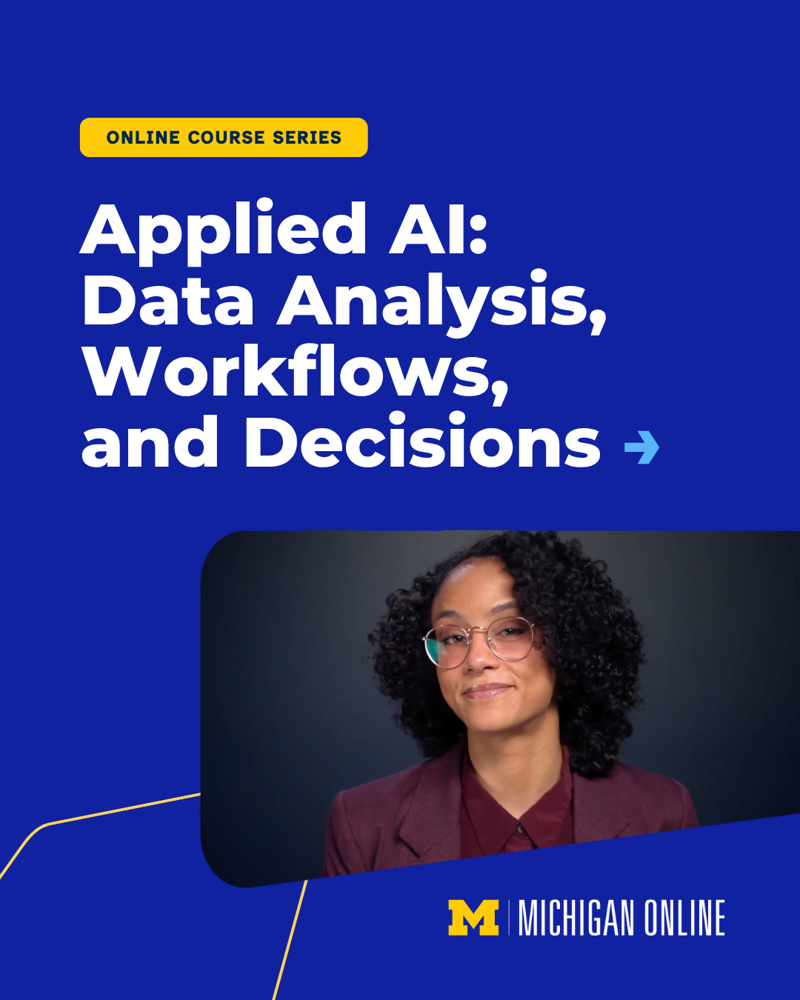 ONLINE COURSE SERIES
Applied AI:
Data Analysis,
Workflows,
and Decisions →
M | MICHIGAN ONLINE